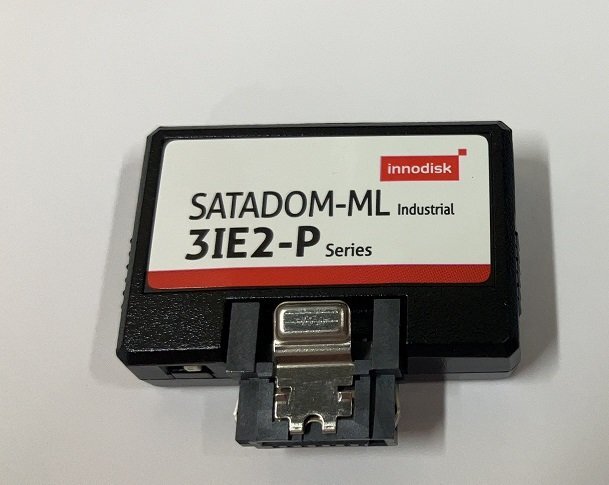 innodisk
SATADOM-ML Industrial
3IE2-P Series